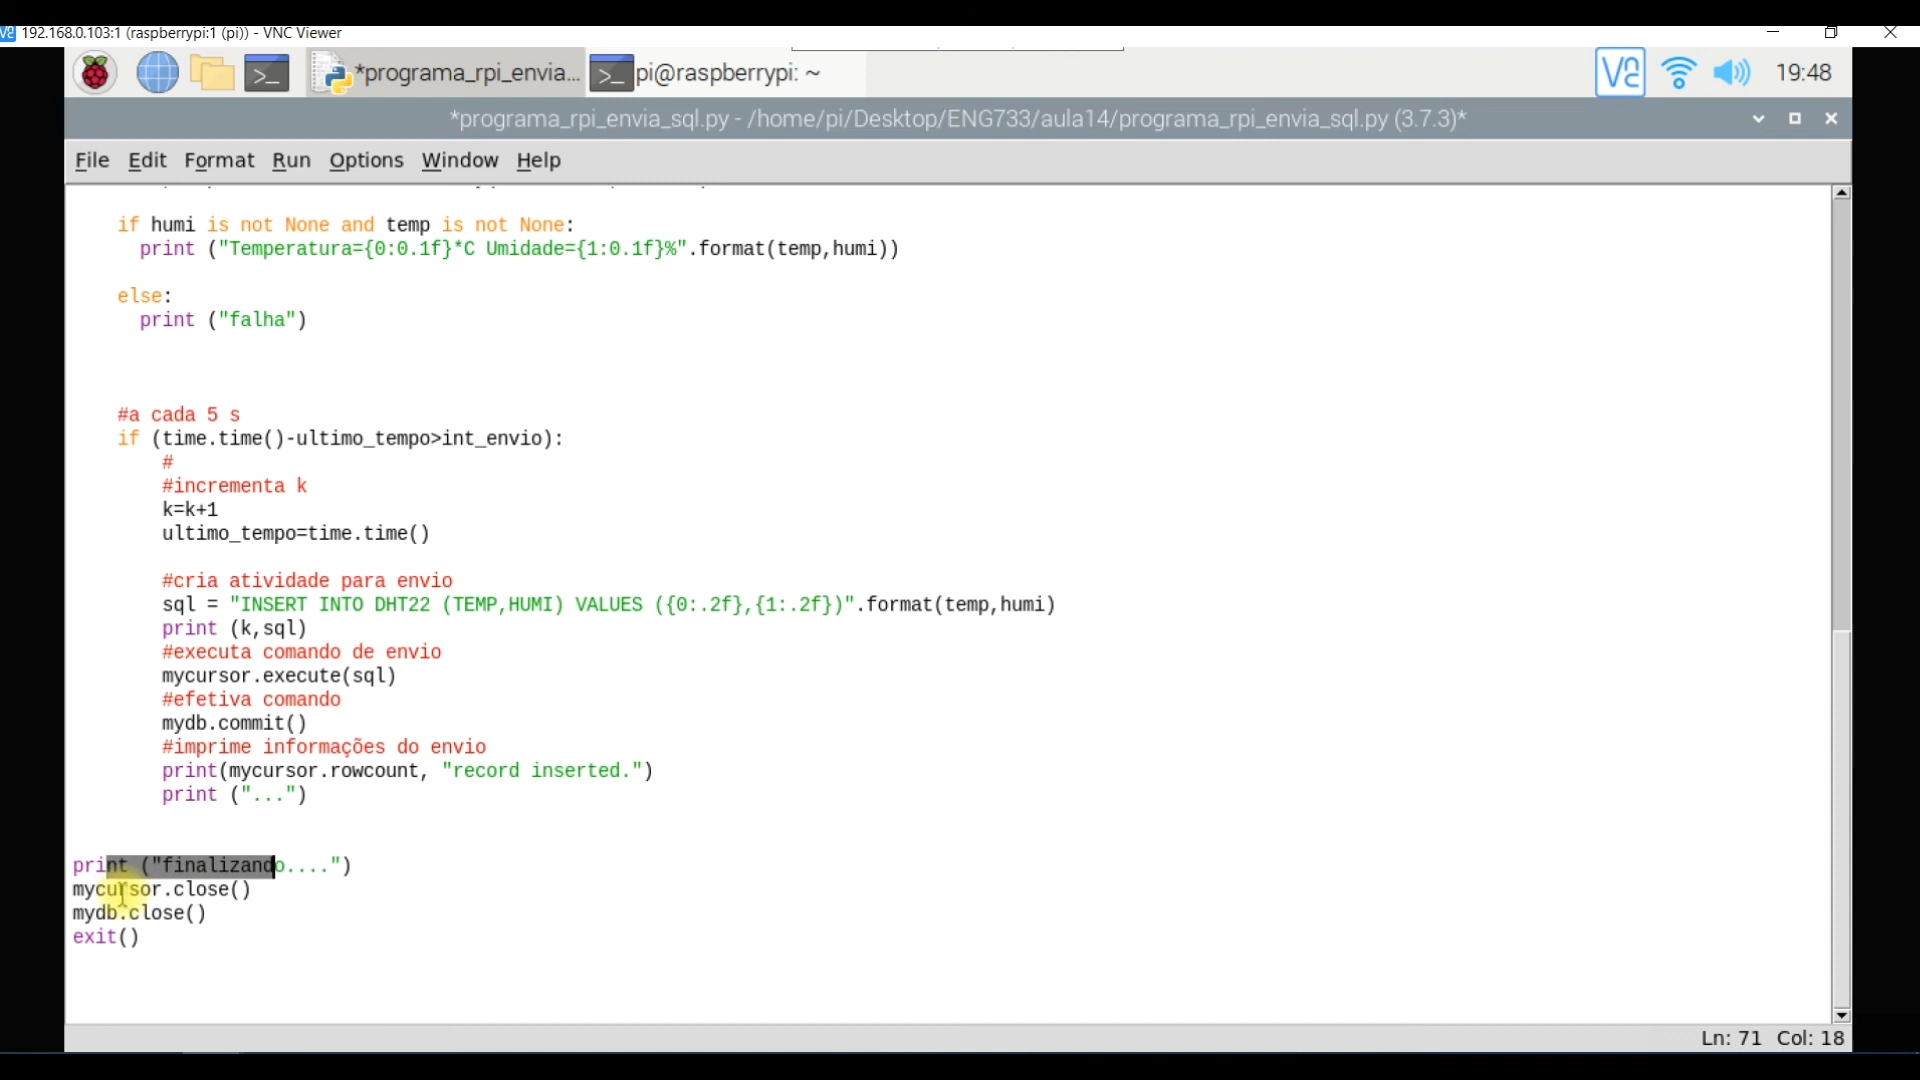 192.168.0.103:1 (raspberrypi:1 (pi)) - VNC Viewer
*programa_rpi_envia... pi@raspberrypi: ~ 19:48
*programa_rpi_envia_sql.py - /home/pi/Desktop/ENG733/aula14/programa_rpi_envia_sql.py (3.7.3)*
File Edit Format Run Options Window Help
if humi is not None and temp is not None:
print ("Temperatura={0:0.1f}*C Umidade={1:0.1f}%".format(temp,humi))
else:
print ("falha")
#a cada 5 s
if (time.time()-ultimo_tempo>int_envio):
#
#incrementa k
k=k+1
ultimo_tempo=time.time()
#cria atividade para envio
sql = "INSERT INTO DHT22 (TEMP,HUMI) VALUES ({0:.2f},{1:.2f})".format(temp,humi)
print (k,sql)
#executa comando de envio
mycursor.execute(sql)
#efetiva comando
mydb.commit()
#imprime informações do envio
print(mycursor.rowcount, "record inserted.")
print ("...")
print ("finalizando....")
mycursor.close()
mydb.close()
exit()
Ln: 71 Col: 18